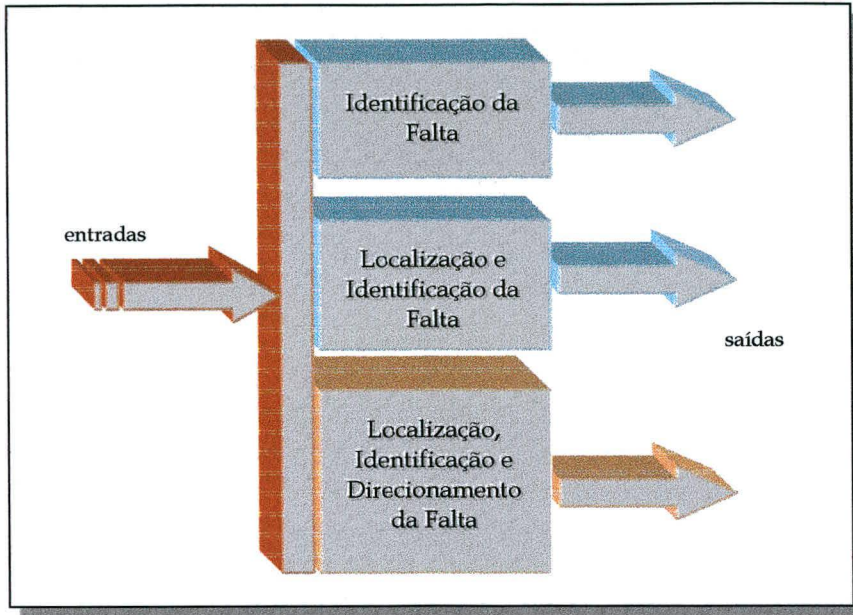 Identificação da
Falta
entradas
Localização e
Identificação da
Falta
saídas
Localização,
Identificação e
Direcionamento
da Falta